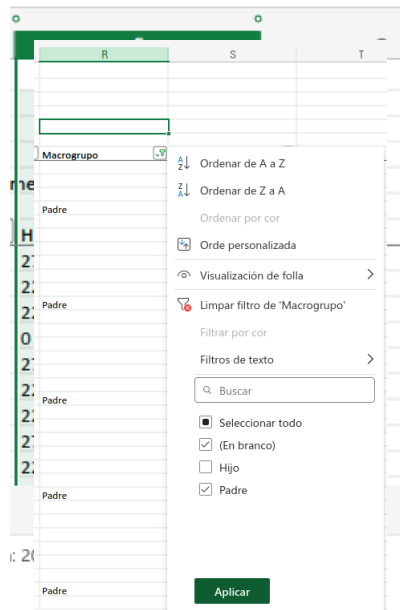 R S T
Macrogrupo
Ordenar de A a Z
Ordenar de Z a A
Padre
Ordenar por cor
H
Orde personalizada
Visualización de folla
Padre
Limpar filtro de 'Macrogrupo'
0
Filtrar por cor
Filtros de texto
Buscar
Padre
Seleccionar todo
(En branco)
Hijo
Padre
Padre
Padre
Aplicar